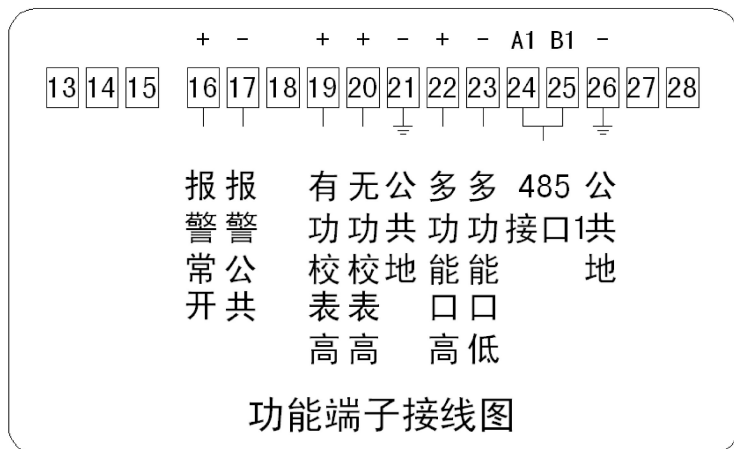 + − + + − + − A1 B1 −
13 14 15 16 17 18 19 20 21 22 23 24 25 26 27 28
报警常开
报警公共
有功校表高
无功校表高
公共地
多功能口高
多功能口低
485
接口1
公共地
功能端子接线图